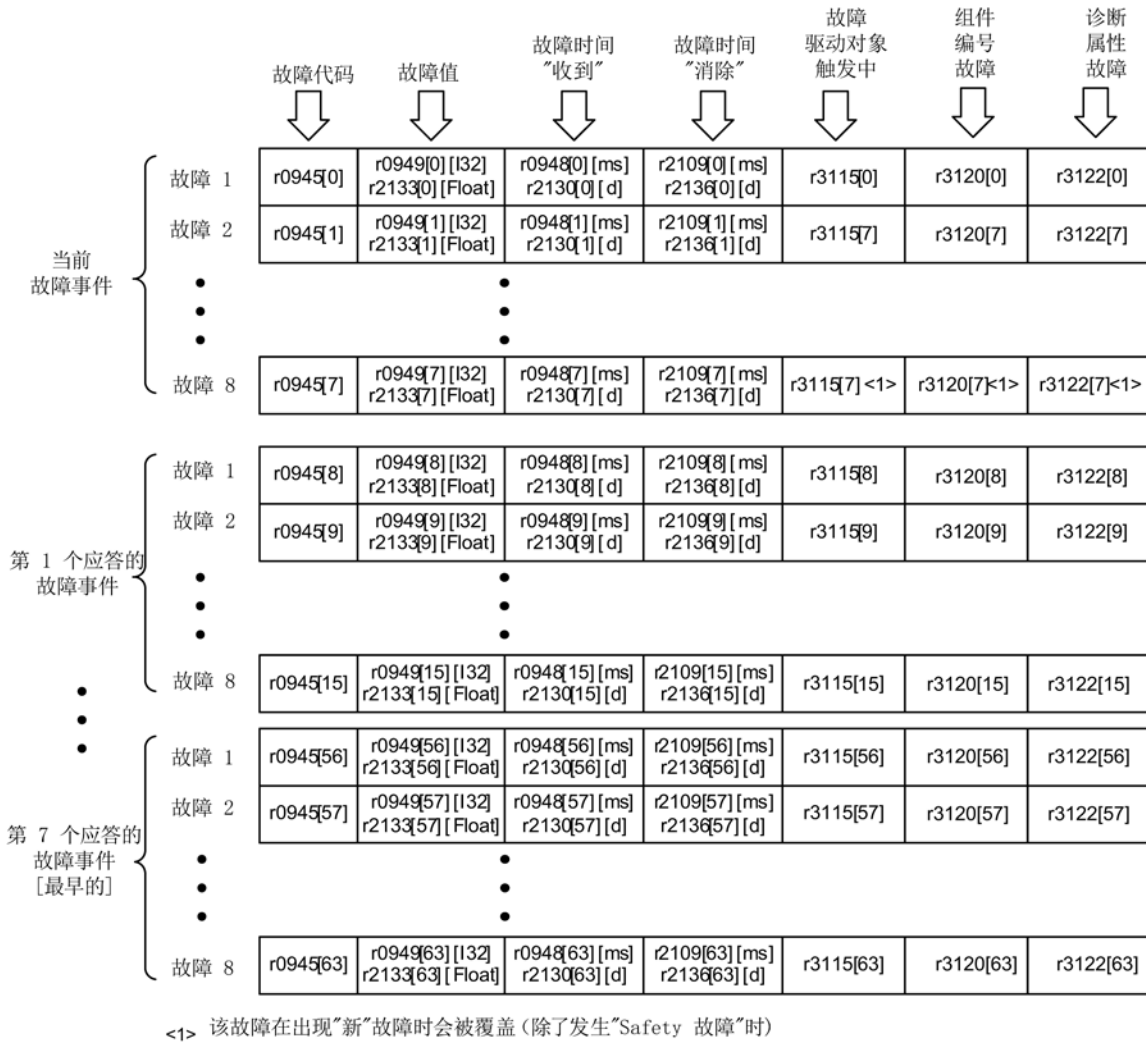 故障代码
故障值
故障时间
"收到"
故障时间
"消除"
故障
驱动对象
触发中
组件
编号
故障
诊断
属性
故障
当前
故障事件
故障 1
r0945[0]
r0949[0][I32]
r2133[0][Float]
r0948[0][ms]
r2130[0][d]
r2109[0][ms]
r2136[0][d]
r3115[0]
r3120[0]
r3122[0]
故障 2
r0945[1]
r0949[1][I32]
r2133[1][Float]
r0948[1][ms]
r2130[1][d]
r2109[1][ms]
r2136[1][d]
r3115[7]
r3120[7]
r3122[7]
故障 8
r0945[7]
r0949[7][I32]
r2133[7][Float]
r0948[7][ms]
r2130[7][d]
r2109[7][ms]
r2136[7][d]
r3115[7]<1>
r3120[7]<1>
r3122[7]<1>
第 1 个应答的
故障事件
故障 1
r0945[8]
r0949[8][I32]
r2133[8][Float]
r0948[8][ms]
r2130[8][d]
r2109[8][ms]
r2136[8][d]
r3115[8]
r3120[8]
r3122[8]
故障 2
r0945[9]
r0949[9][I32]
r2133[9][Float]
r0948[9][ms]
r2130[9][d]
r2109[9][ms]
r2136[9][d]
r3115[9]
r3120[9]
r3122[9]
故障 8
r0945[15]
r0949[15][I32]
r2133[15][Float]
r0948[15][ms]
r2130[15][d]
r2109[15][ms]
r2136[15][d]
r3115[15]
r3120[15]
r3122[15]
第 7 个应答的
故障事件
[最早的]
故障 1
r0945[56]
r0949[56][I32]
r2133[56][Float]
r0948[56][ms]
r2130[56][d]
r2109[56][ms]
r2136[56][d]
r3115[56]
r3120[56]
r3122[56]
故障 2
r0945[57]
r0949[57][I32]
r2133[57][Float]
r0948[57][ms]
r2130[57][d]
r2109[57][ms]
r2136[57][d]
r3115[57]
r3120[57]
r3122[57]
故障 8
r0945[63]
r0949[63][I32]
r2133[63][Float]
r0948[63][ms]
r2130[63][d]
r2109[63][ms]
r2136[63][d]
r3115[63]
r3120[63]
r3122[63]
<1> 该故障在出现"新"故障时会被覆盖(除了发生"Safety 故障"时)